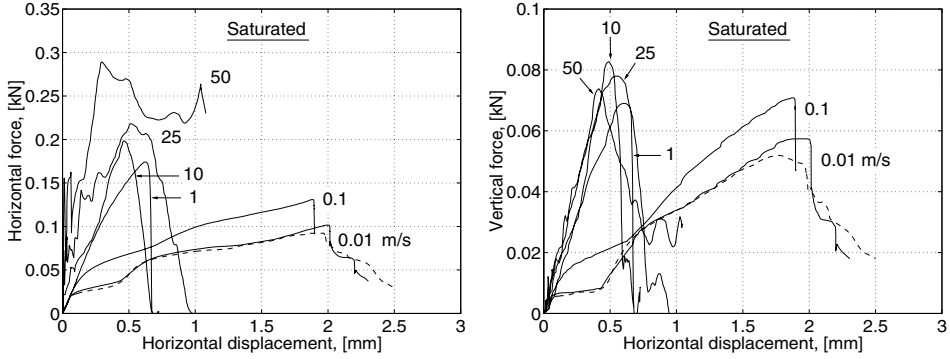 0.35
0.3
0.25
0.2
0.15
0.1
0.05
0
0 0.5 1 1.5 2 2.5 3
Horizontal force, [kN]
Horizontal displacement, [mm]
Saturated
50
25
10
1
0.1
0.01 m/s
0.1
0.08
0.06
0.04
0.02
0
0 0.5 1 1.5 2 2.5 3
Vertical force, [kN]
Horizontal displacement, [mm]
10
Saturated
25
50
0.1
1
0.01 m/s